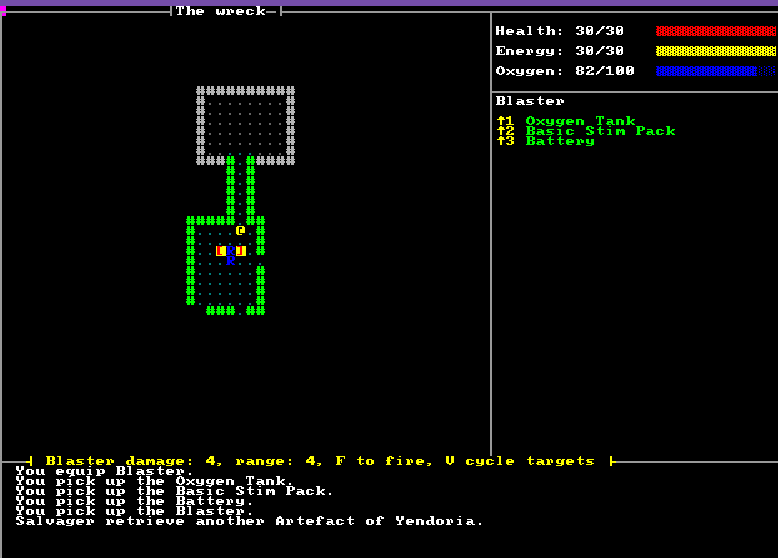 The wreck
Health: 30/30
Energy: 30/30
Oxygen: 82/100
Blaster
↑1 Oxygen Tank
↑2 Basic Stim Pack
↑3 Battery
Blaster damage: 4, range: 4, F to fire, V cycle targets
You equip Blaster.
You pick up the Oxygen Tank.
You pick up the Basic Stim Pack.
You pick up the Battery.
You pick up the Blaster.
Salvager retrieve another Artefact of Yendoria.